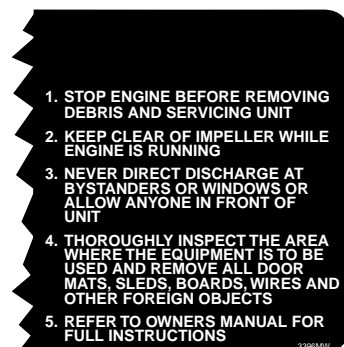 1. STOP ENGINE BEFORE REMOVING
DEBRIS AND SERVICING UNIT
2. KEEP CLEAR OF IMPELLER WHILE
ENGINE IS RUNNING
3. NEVER DIRECT DISCHARGE AT
BYSTANDERS OR WINDOWS OR
ALLOW ANYONE IN FRONT OF
UNIT
4. THOROUGHLY INSPECT THE AREA
WHERE THE EQUIPMENT IS TO BE
USED AND REMOVE ALL DOOR
MATS, SLEDS, BOARDS, WIRES AND
OTHER FOREIGN OBJECTS
5. REFER TO OWNERS MANUAL FOR
FULL INSTRUCTIONS
3396MW